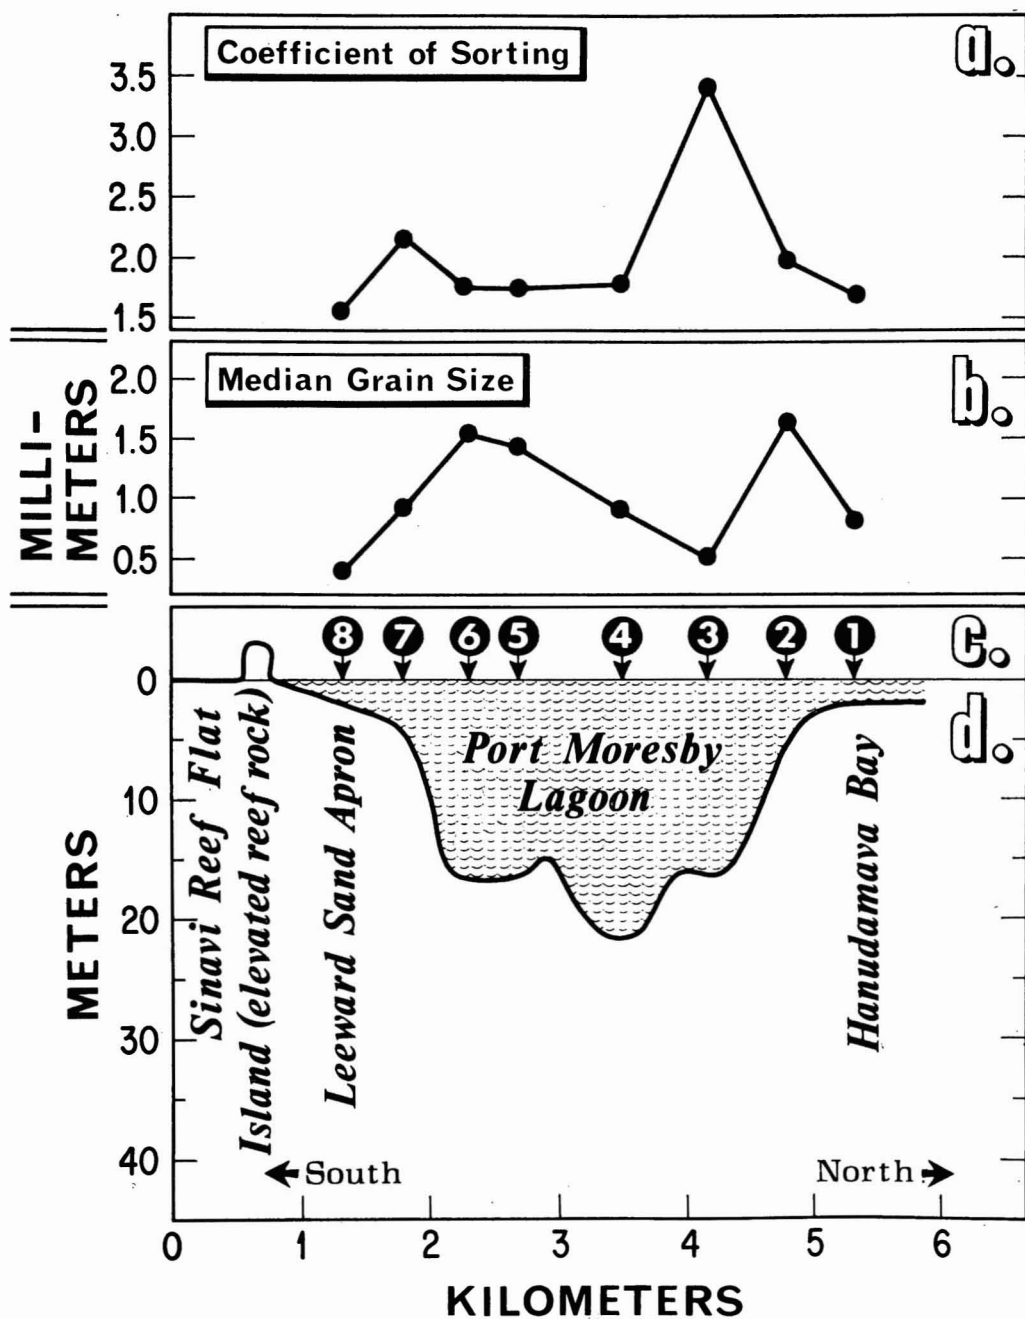 Coefficient of Sorting
a.
3.5
3.0
2.5
2.0
1.5
MILLI-
METERS
Median Grain Size
b.
2.0
1.5
1.0
0.5
8 7 6 5 4 3 2 1
c.
d.
METERS
0
10
20
30
40
Sinavi Reef Flat
Island (elevated reef rock)
Leeward Sand Apron
Port Moresby
Lagoon
Hanudamava Bay
South
North
0 1 2 3 4 5 6
KILOMETERS